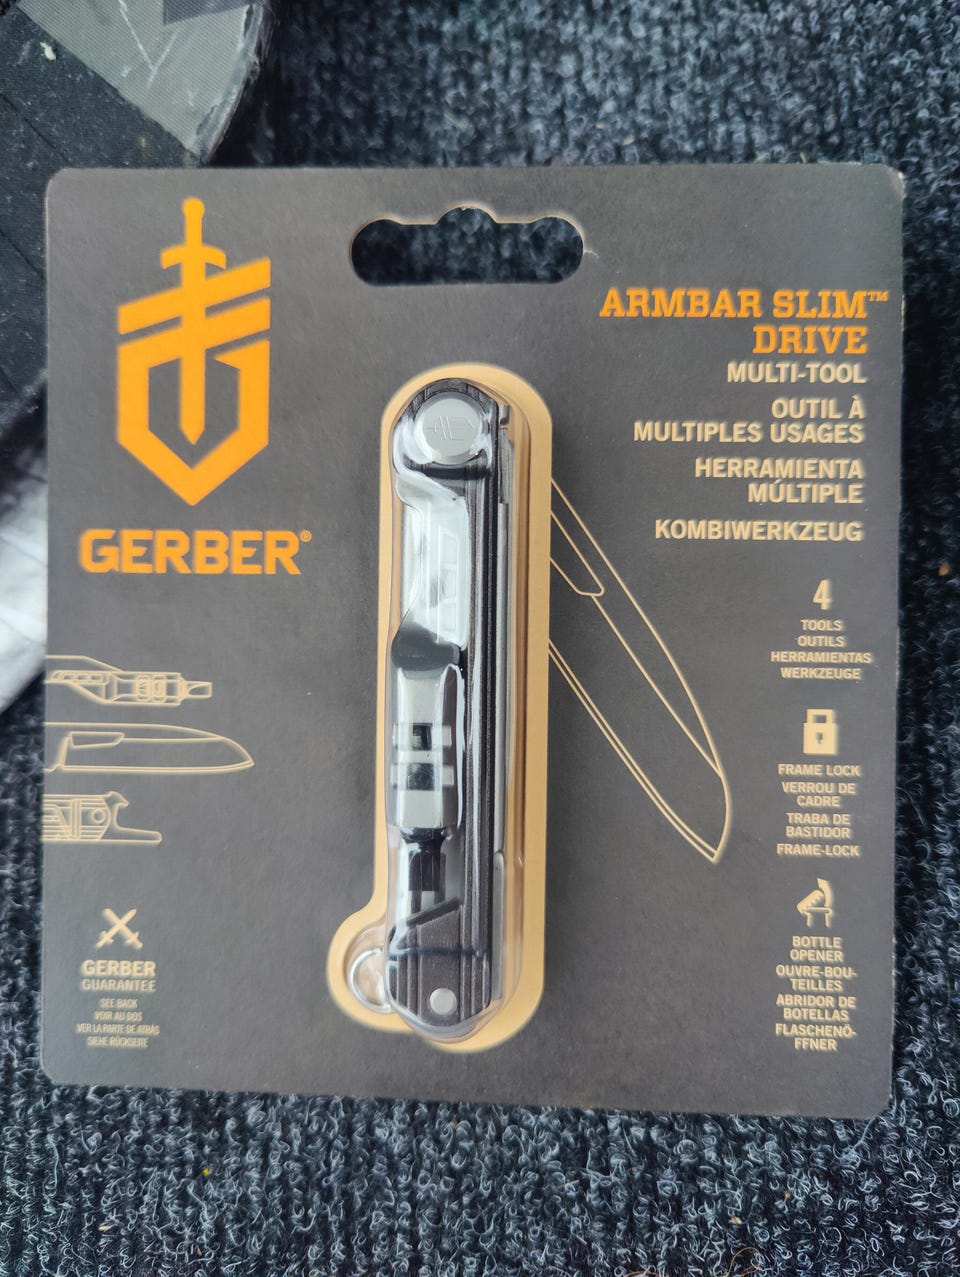 GERBER®
ARMBAR SLIM™
DRIVE
MULTI-TOOL
OUTIL À
MULTIPLES USAGES
HERRAMIENTA
MÚLTIPLE
KOMBIWERKZEUG
4
TOOLS
OUTILS
HERRAMIENTAS
WERKZEUGE
FRAME LOCK
VERROU DE
CADRE
TRABA DE
BASTIDOR
FRAME-LOCK
BOTTLE
OPENER
OUVRE-BOU-
TEILLES
ABRIDOR DE
BOTELLAS
FLASCHENÖ-
FFNER
GERBER
GUARANTEE
SEE BACK
VOIR AU DOS
VER LA PARTE DE ATRÁS
SIEHE RÜCKSEITE